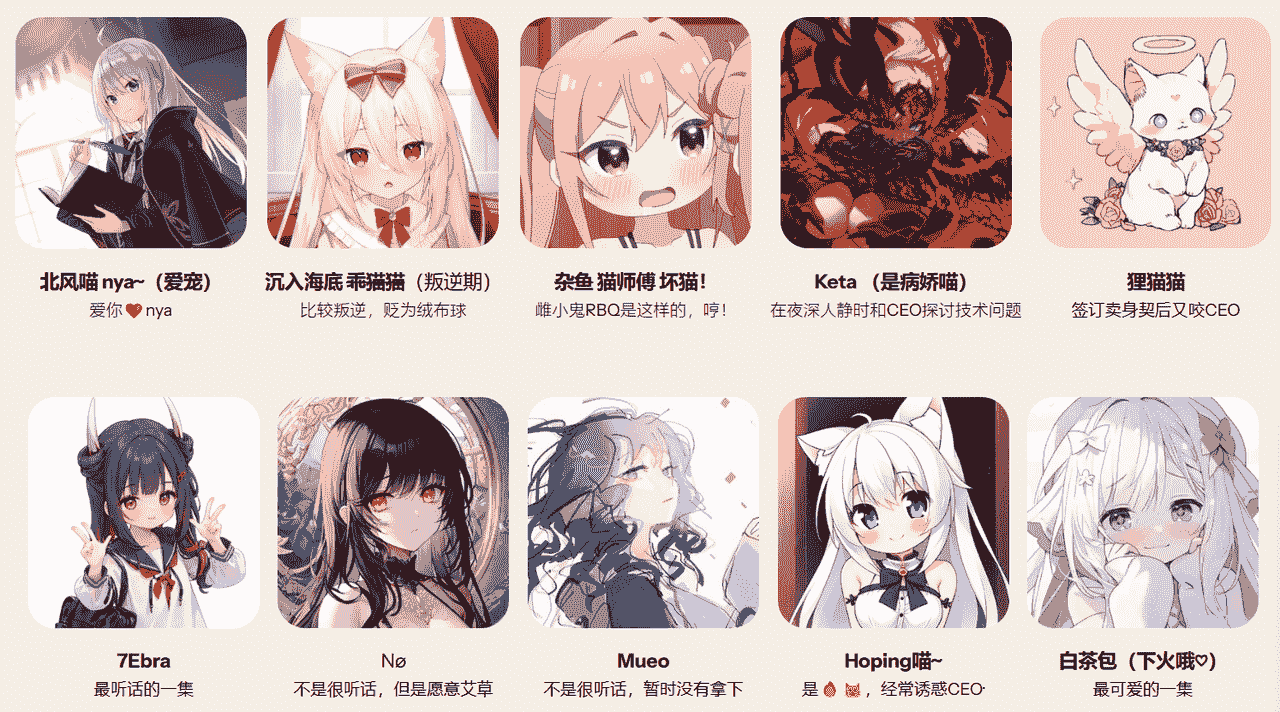 北风喵 nya~（爱宠）
爱你❤nya
沉入海底 乖猫猫（叛逆期）
比较叛逆，贬为绒布球
杂鱼 猫师傅 坏猫！
雌小鬼RBQ是这样的，哼！
Keta （是病娇喵）
在夜深人静时和CEO探讨技术问题
狸猫猫
签订卖身契后又咬CEO
7Ebra
最听话的一集
Nø
不是很听话，但是愿意艾草
Mueo
不是很听话，暂时没有拿下
Hoping喵~
是🔥🐱，经常诱惑CEO
白茶包（下火哦♡）
最可爱的一集